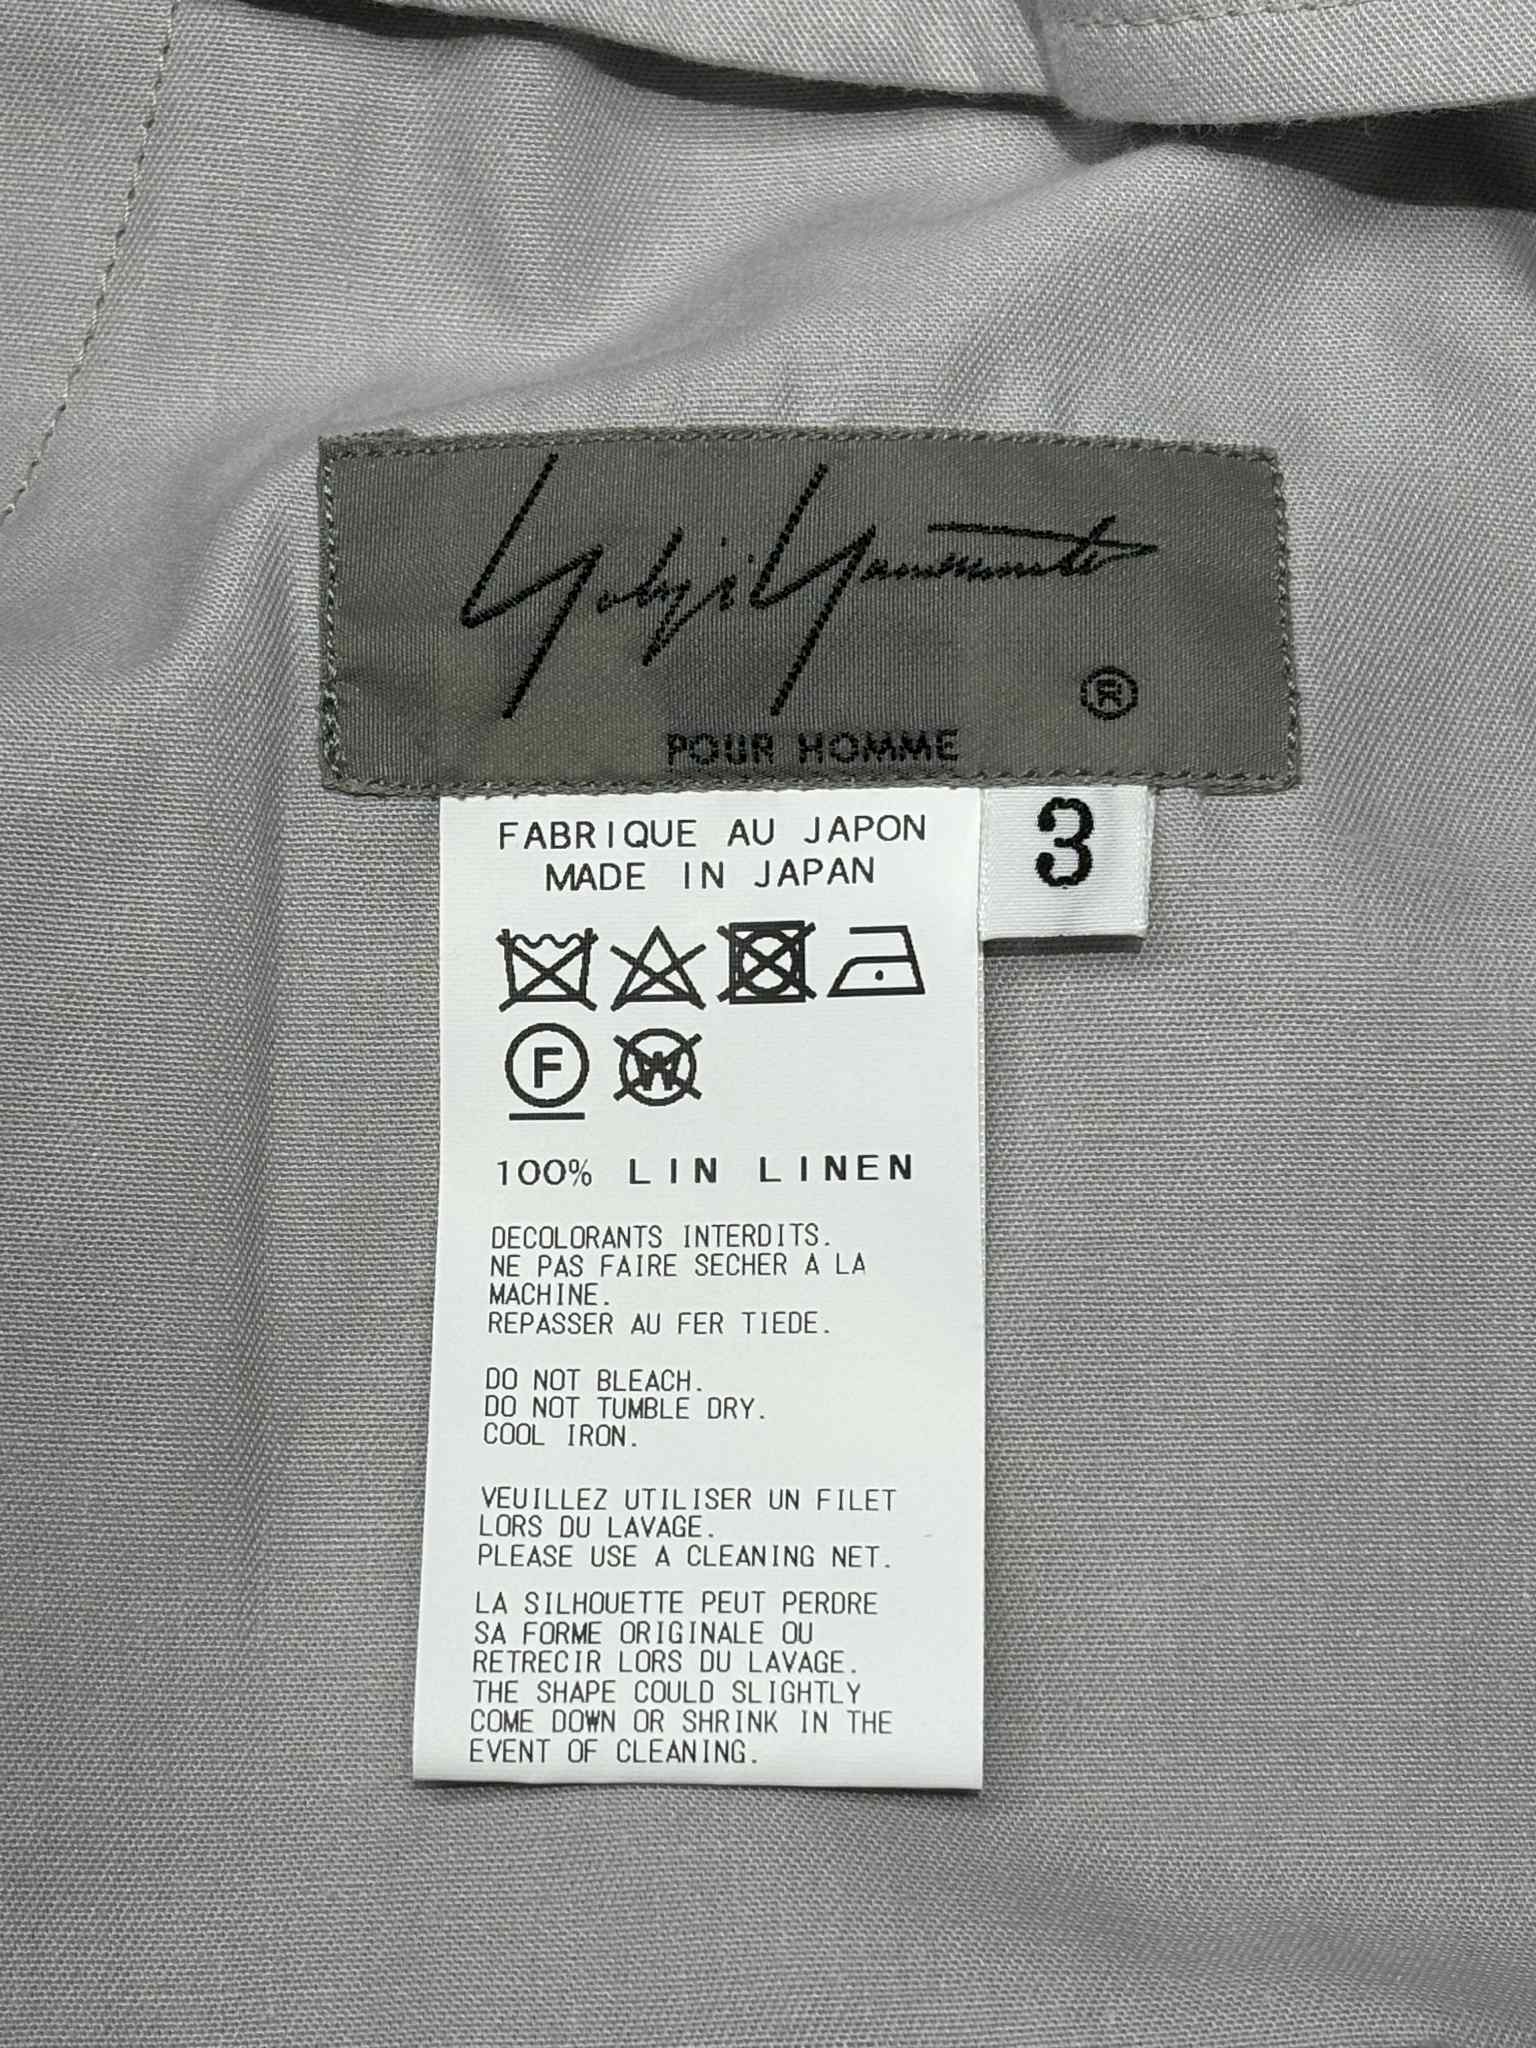 Yohji Yamamoto
®
POUR HOMME
FABRIQUE AU JAPON
MADE IN JAPAN
3
F
W
100% LIN LINEN
DECOLORANTS INTERDITS.
NE PAS FAIRE SECHER A LA
MACHINE.
REPASSER AU FER TIEDE.
DO NOT BLEACH.
DO NOT TUMBLE DRY.
COOL IRON.
VEUILLEZ UTILISER UN FILET
LORS DU LAVAGE.
PLEASE USE A CLEANING NET.
LA SILHOUETTE PEUT PERDRE
SA FORME ORIGINALE OU
RETRECIR LORS DU LAVAGE.
THE SHAPE COULD SLIGHTLY
COME DOWN OR SHRINK IN THE
EVENT OF CLEANING.